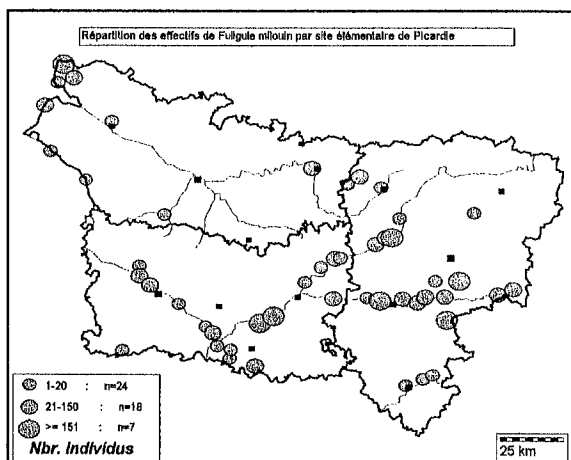 Répartition des effectifs de Fuligule milouin par site élémentaire de Picardie
1-20 : n=24
21-150 : n=18
>= 151 : n=7
Nbr. Individus
25 km